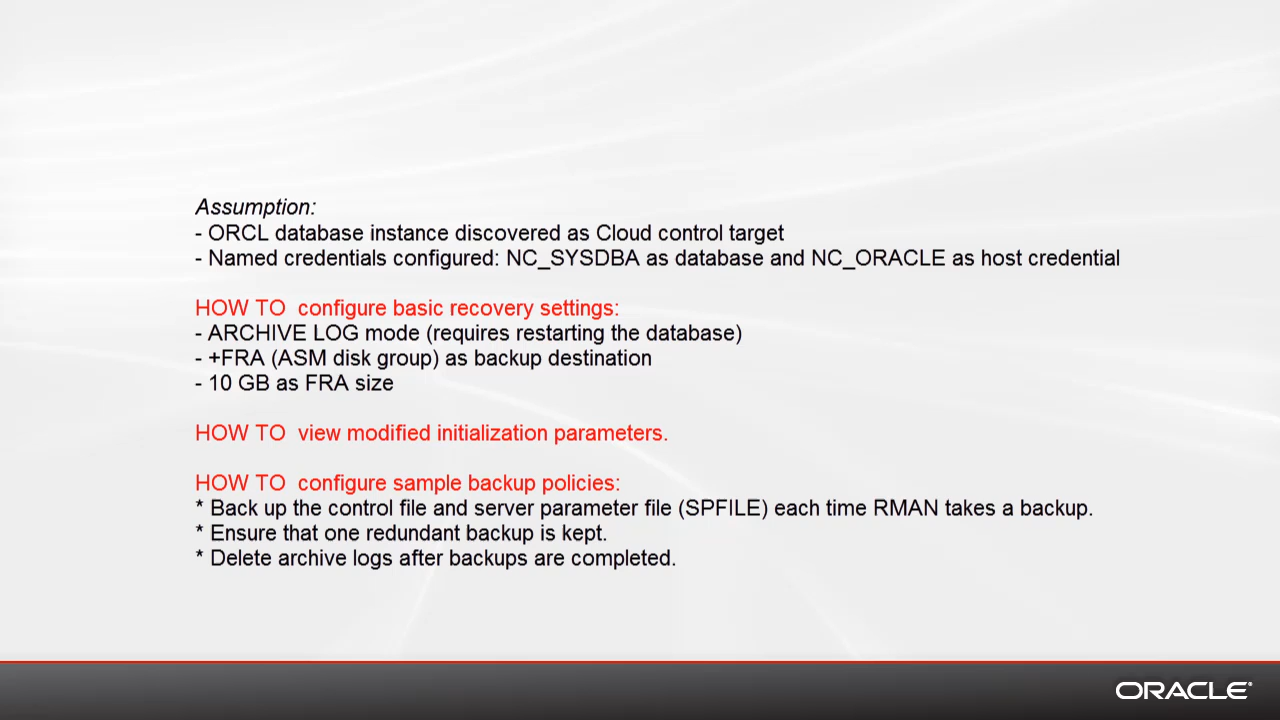 Assumption:
- ORCL database instance discovered as Cloud control target
- Named credentials configured: NC_SYSDBA as database and NC_ORACLE as host credential
HOW TO  configure basic recovery settings:
- ARCHIVE LOG mode (requires restarting the database)
- +FRA (ASM disk group) as backup destination
- 10 GB as FRA size
HOW TO  view modified initialization parameters.
HOW TO  configure sample backup policies:
* Back up the control file and server parameter file (SPFILE) each time RMAN takes a backup.
* Ensure that one redundant backup is kept.
* Delete archive logs after backups are completed.
ORACLE®